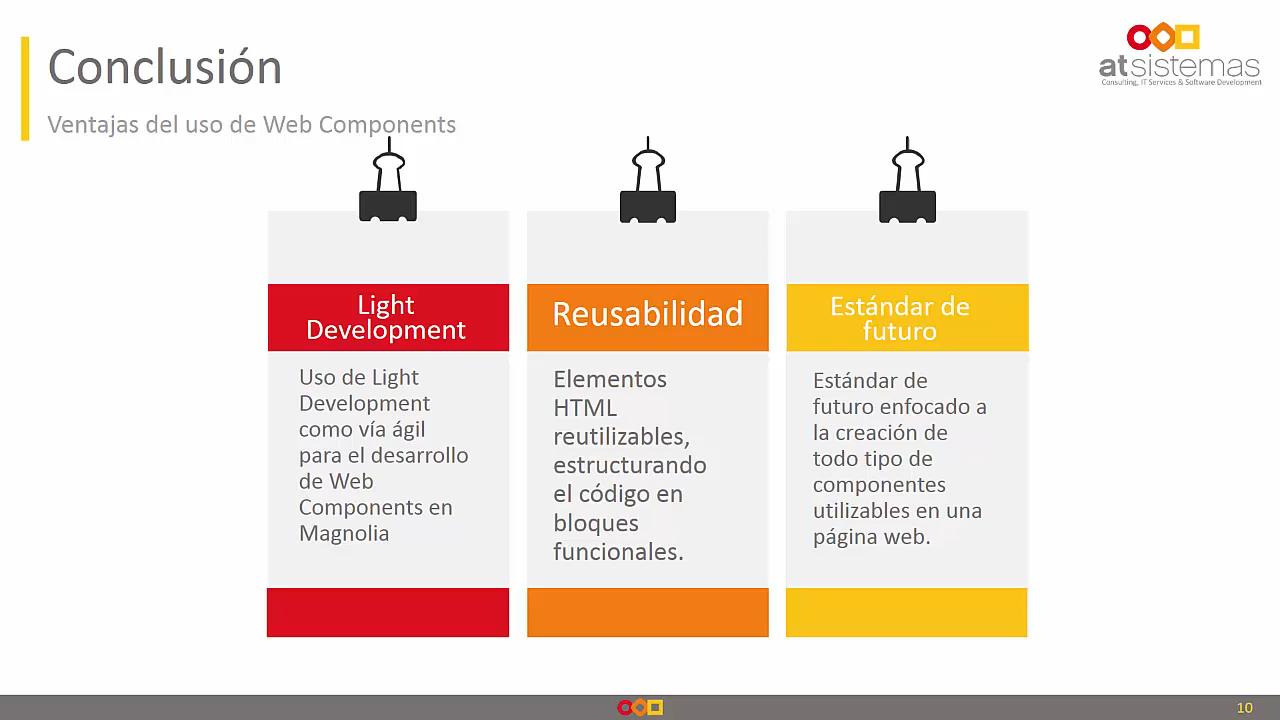 Conclusión
Ventajas del uso de Web Components
atsistemas
Consulting, IT Services & Software Development
Light
Development
Uso de Light
Development
como vía ágil
para el desarrollo
de Web
Components en
Magnolia
Reusabilidad
Elementos
HTML
reutilizables,
estructurando
el código en
bloques
funcionales.
Estándar de
futuro
Estándar de
futuro enfocado a
la creación de
todo tipo de
componentes
utilizables en una
página web.
10